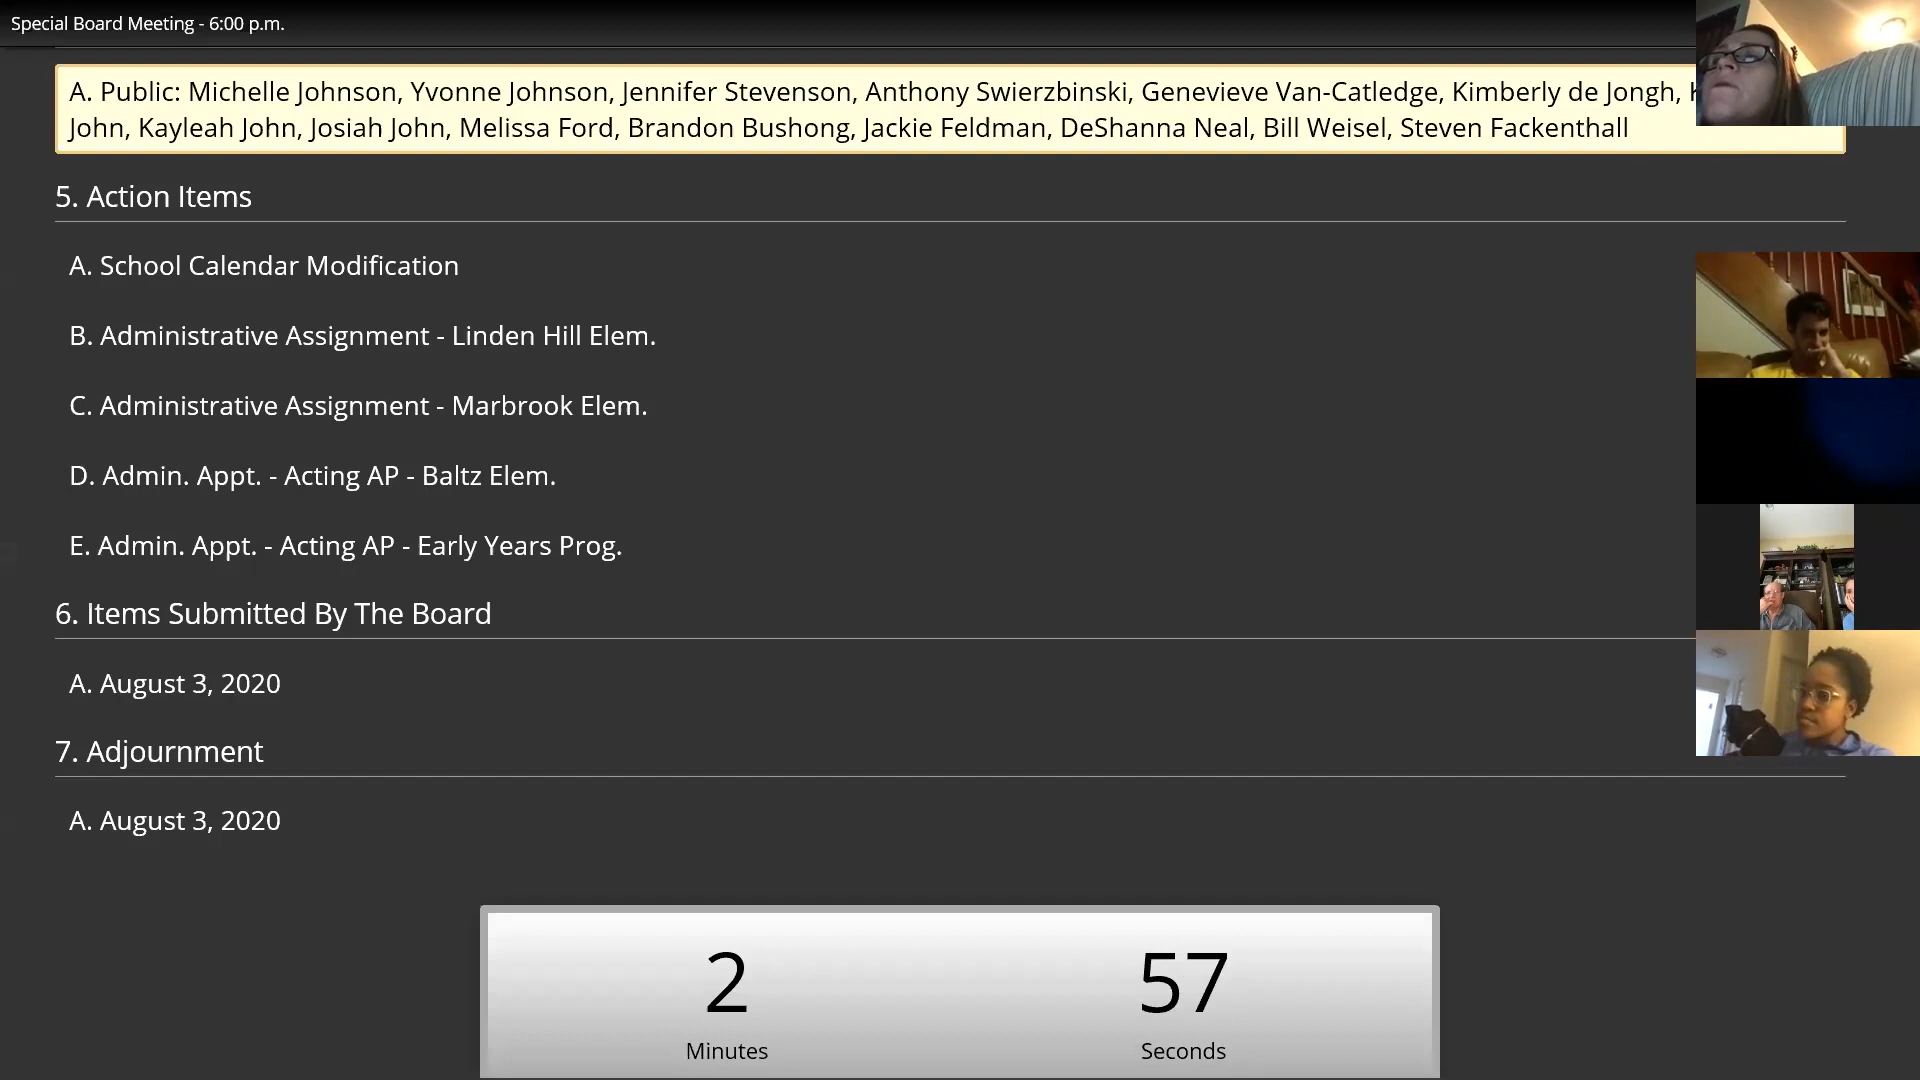 Special Board Meeting - 6:00 p.m.
A. Public: Michelle Johnson, Yvonne Johnson, Jennifer Stevenson, Anthony Swierzbinski, Genevieve Van-Catledge, Kimberly de Jongh,
John, Kayleah John, Josiah John, Melissa Ford, Brandon Bushong, Jackie Feldman, DeShanna Neal, Bill Weisel, Steven Fackenthall
5. Action Items
A. School Calendar Modification
B. Administrative Assignment - Linden Hill Elem.
C. Administrative Assignment - Marbrook Elem.
D. Admin. Appt. - Acting AP - Baltz Elem.
E. Admin. Appt. - Acting AP - Early Years Prog.
6. Items Submitted By The Board
A. August 3, 2020
7. Adjournment
A. August 3, 2020
2 57
Minutes Seconds